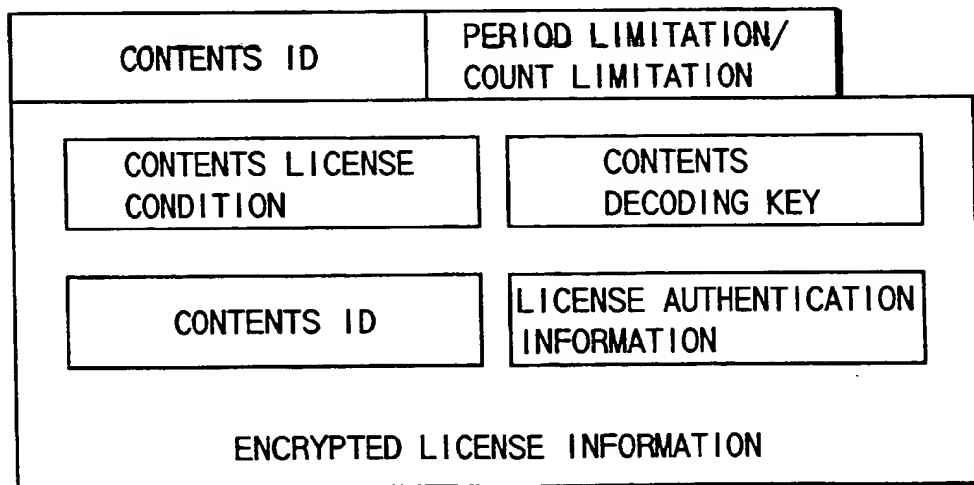 CONTENTS ID
PERIOD LIMITATION/
COUNT LIMITATION
CONTENTS LICENSE
CONDITION
CONTENTS
DECODING KEY
CONTENTS ID
LICENSE AUTHENTICATION
INFORMATION
ENCRYPTED LICENSE INFORMATION